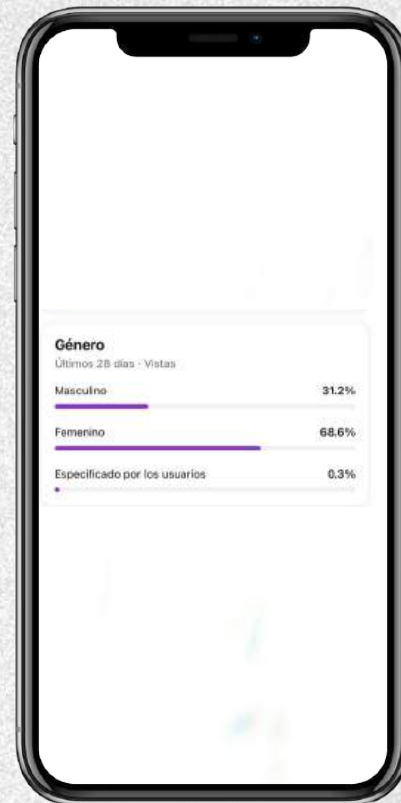 Género
Últimos 28 días · Vistas
Masculino 31.2%
Femenino 68.6%
Especificado por los usuarios 0.3%